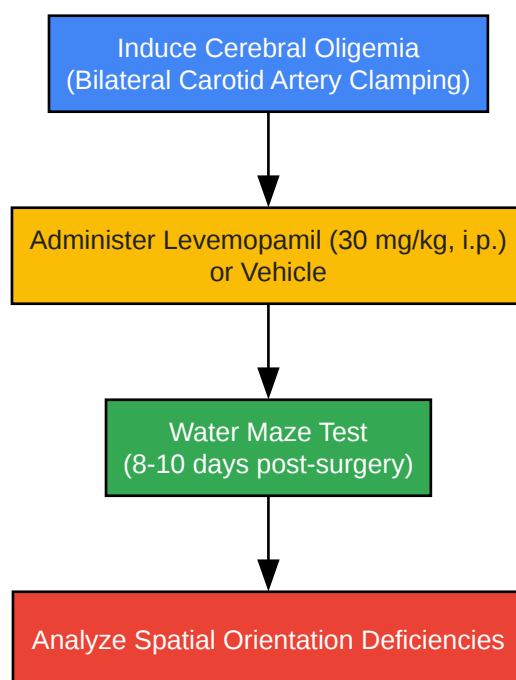 Induce Cerebral Oligemia
(Bilateral Carotid Artery Clamping)
Administer Levemopamil (30 mg/kg, i.p.)
or Vehicle
Water Maze Test
(8-10 days post-surgery)
Analyze Spatial Orientation Deficiencies